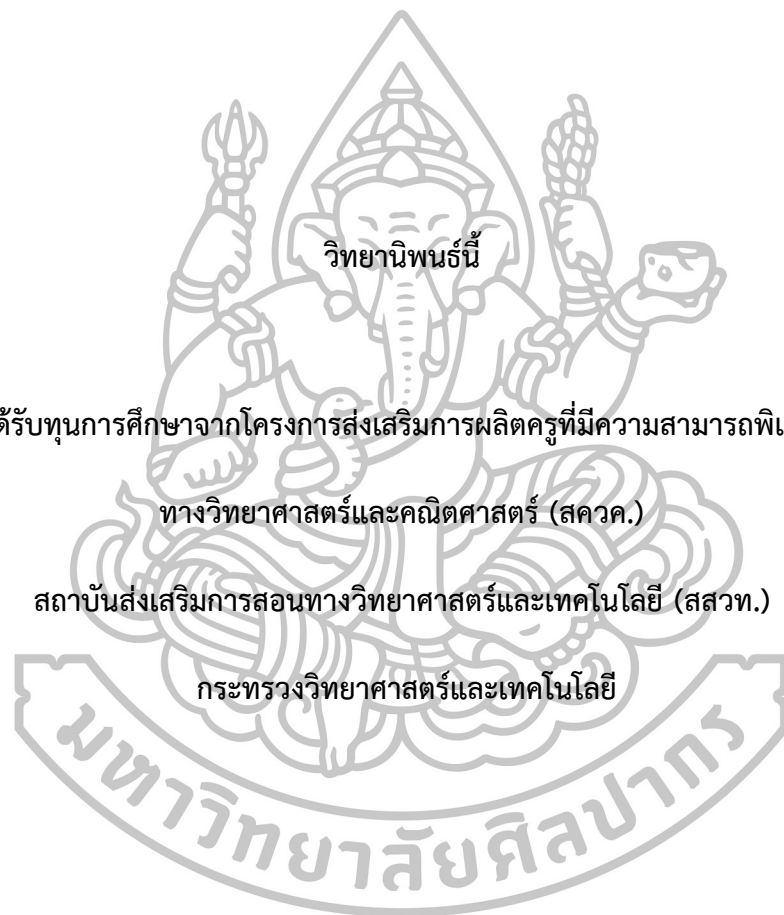 วิทยานิพนธ์นี้
ด้รับทุนการศึกษาจากโครงการส่งเสริมการผลิตครูที่มีความสามารถพิเ
ทางวิทยาศาสตร์และคณิตศาสตร์ (สควค.)
สถาบันส่งเสริมการสอนทางวิทยาศาสตร์และเทคโนโลยี (สสวท.)
กระทรวงวิทยาศาสตร์และเทคโนโลยี
มหาวิทยาลัยศิลปากร